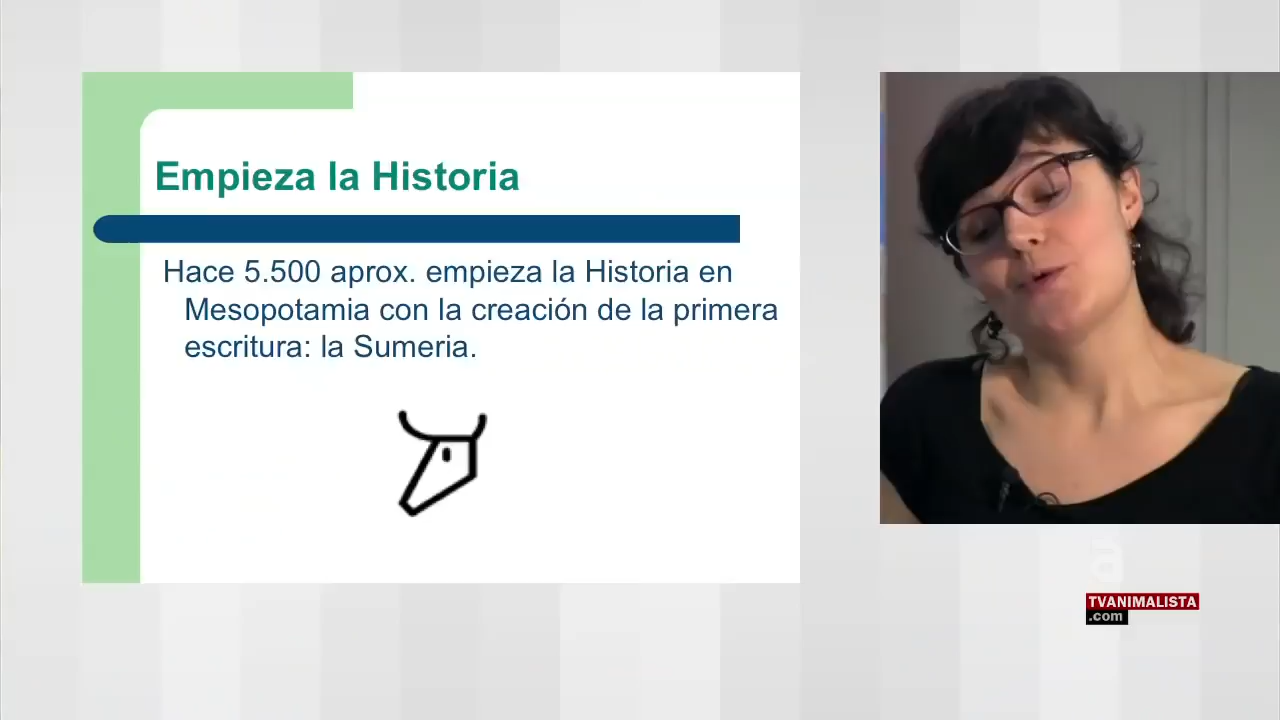 Empieza la Historia
Hace 5.500 aprox. empieza la Historia en
Mesopotamia con la creación de la primera
escritura: la Sumeria.
a
TVANIMALISTA
.com